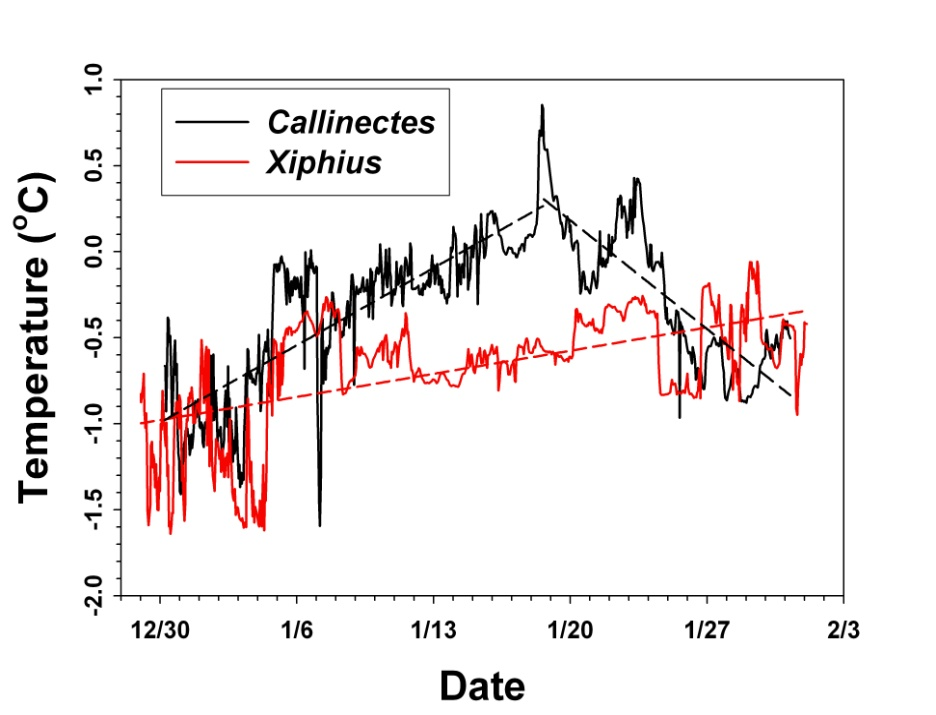 Callinectes
Xiphius
Temperature (°C)
1.0
0.5
0.0
-0.5
-1.0
-1.5
-2.0
12/30 1/6 1/13 1/20 1/27 2/3
Date